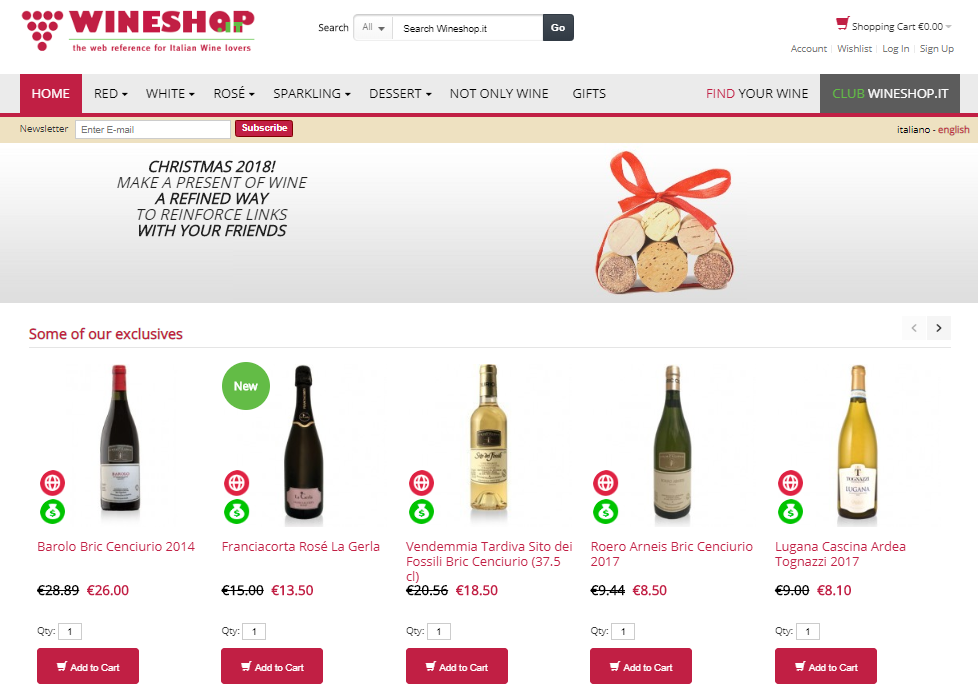 WINESHOP.IT
the web reference for Italian Wine lovers
Search All Search Wineshop.it Go
Shopping Cart €0.00
Account Wishlist Log In Sign Up
HOME RED WHITE ROSÉ SPARKLING DESSERT NOT ONLY WINE GIFTS FIND YOUR WINE CLUB WINESHOP.IT
Newsletter Enter E-mail Subscribe italiano - english
CHRISTMAS 2018!
MAKE A PRESENT OF WINE
A REFINED WAY
TO REINFORCE LINKS
WITH YOUR FRIENDS
Some of our exclusives
New
BAROLO
La Gerla
Sito dei Fossili
TOGNAZZI
LUGANA
Barolo Bric Cenciurio 2014
€28.89 €26.00
Qty: 1
Add to Cart
Franciacorta Rosé La Gerla
€15.00 €13.50
Qty: 1
Add to Cart
Vendemmia Tardiva Sito dei
Fossili Bric Cenciurio (37.5
cl)
€20.56 €18.50
Qty: 1
Add to Cart
Roero Arneis Bric Cenciurio
2017
€9.44 €8.50
Qty: 1
Add to Cart
Lugana Cascina Ardea
Tognazzi 2017
€9.00 €8.10
Qty: 1
Add to Cart